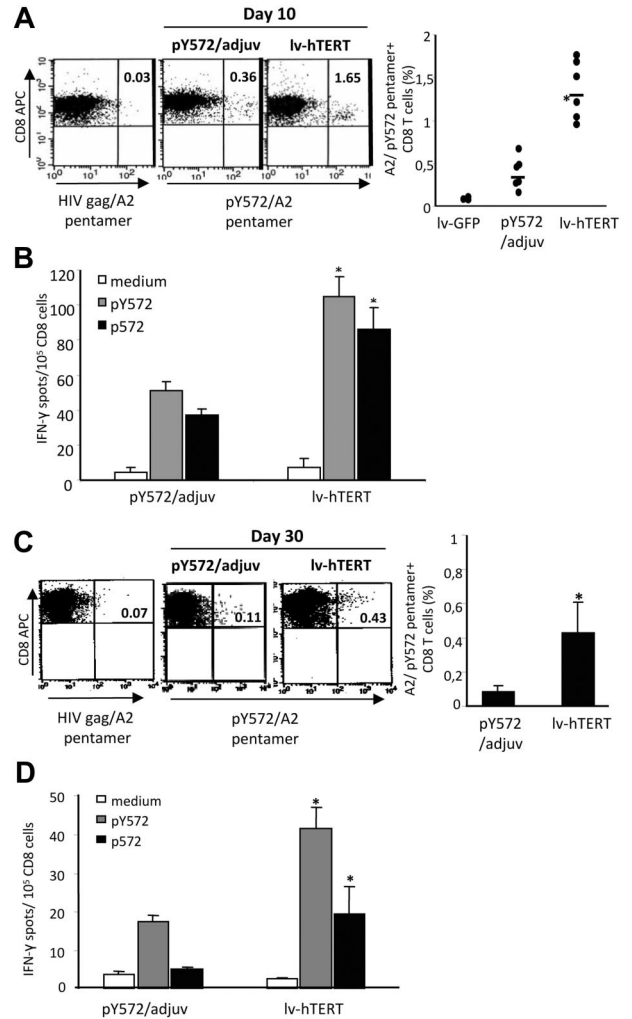 A
Day 10
pY572/adjuv lv-hTERT
0.03 0.36 1.65
CD8 APC
10⁰ 10¹ 10²
HIV gag/A2
pentamer
pY572/A2
pentamer
A2/ pY572 pentamer+
CD8 T cells (%)
2
1,5
1
0,5
0
*
lv-GFP pY572
/adjuv lv-hTERT
B
IFN-γ spots/10⁵ CD8 cells
120
100
80
60
40
20
0
medium
pY572
p572
* *
pY572/adjuv lv-hTERT
C
Day 30
pY572/adjuv lv-hTERT
0.07 0.11 0.43
CD8 APC
HIV gag/A2
pentamer
pY572/A2
pentamer
A2/ pY572 pentamer+
CD8 T cells (%)
1
0,8
0,6
0,4
0,2
0
*
pY572
/adjuv lv-hTERT
D
IFN-γ spots/ 10⁵ CD8 cells
50
40
30
20
10
0
medium
pY572
p572
* *
pY572/adjuv lv-hTERT